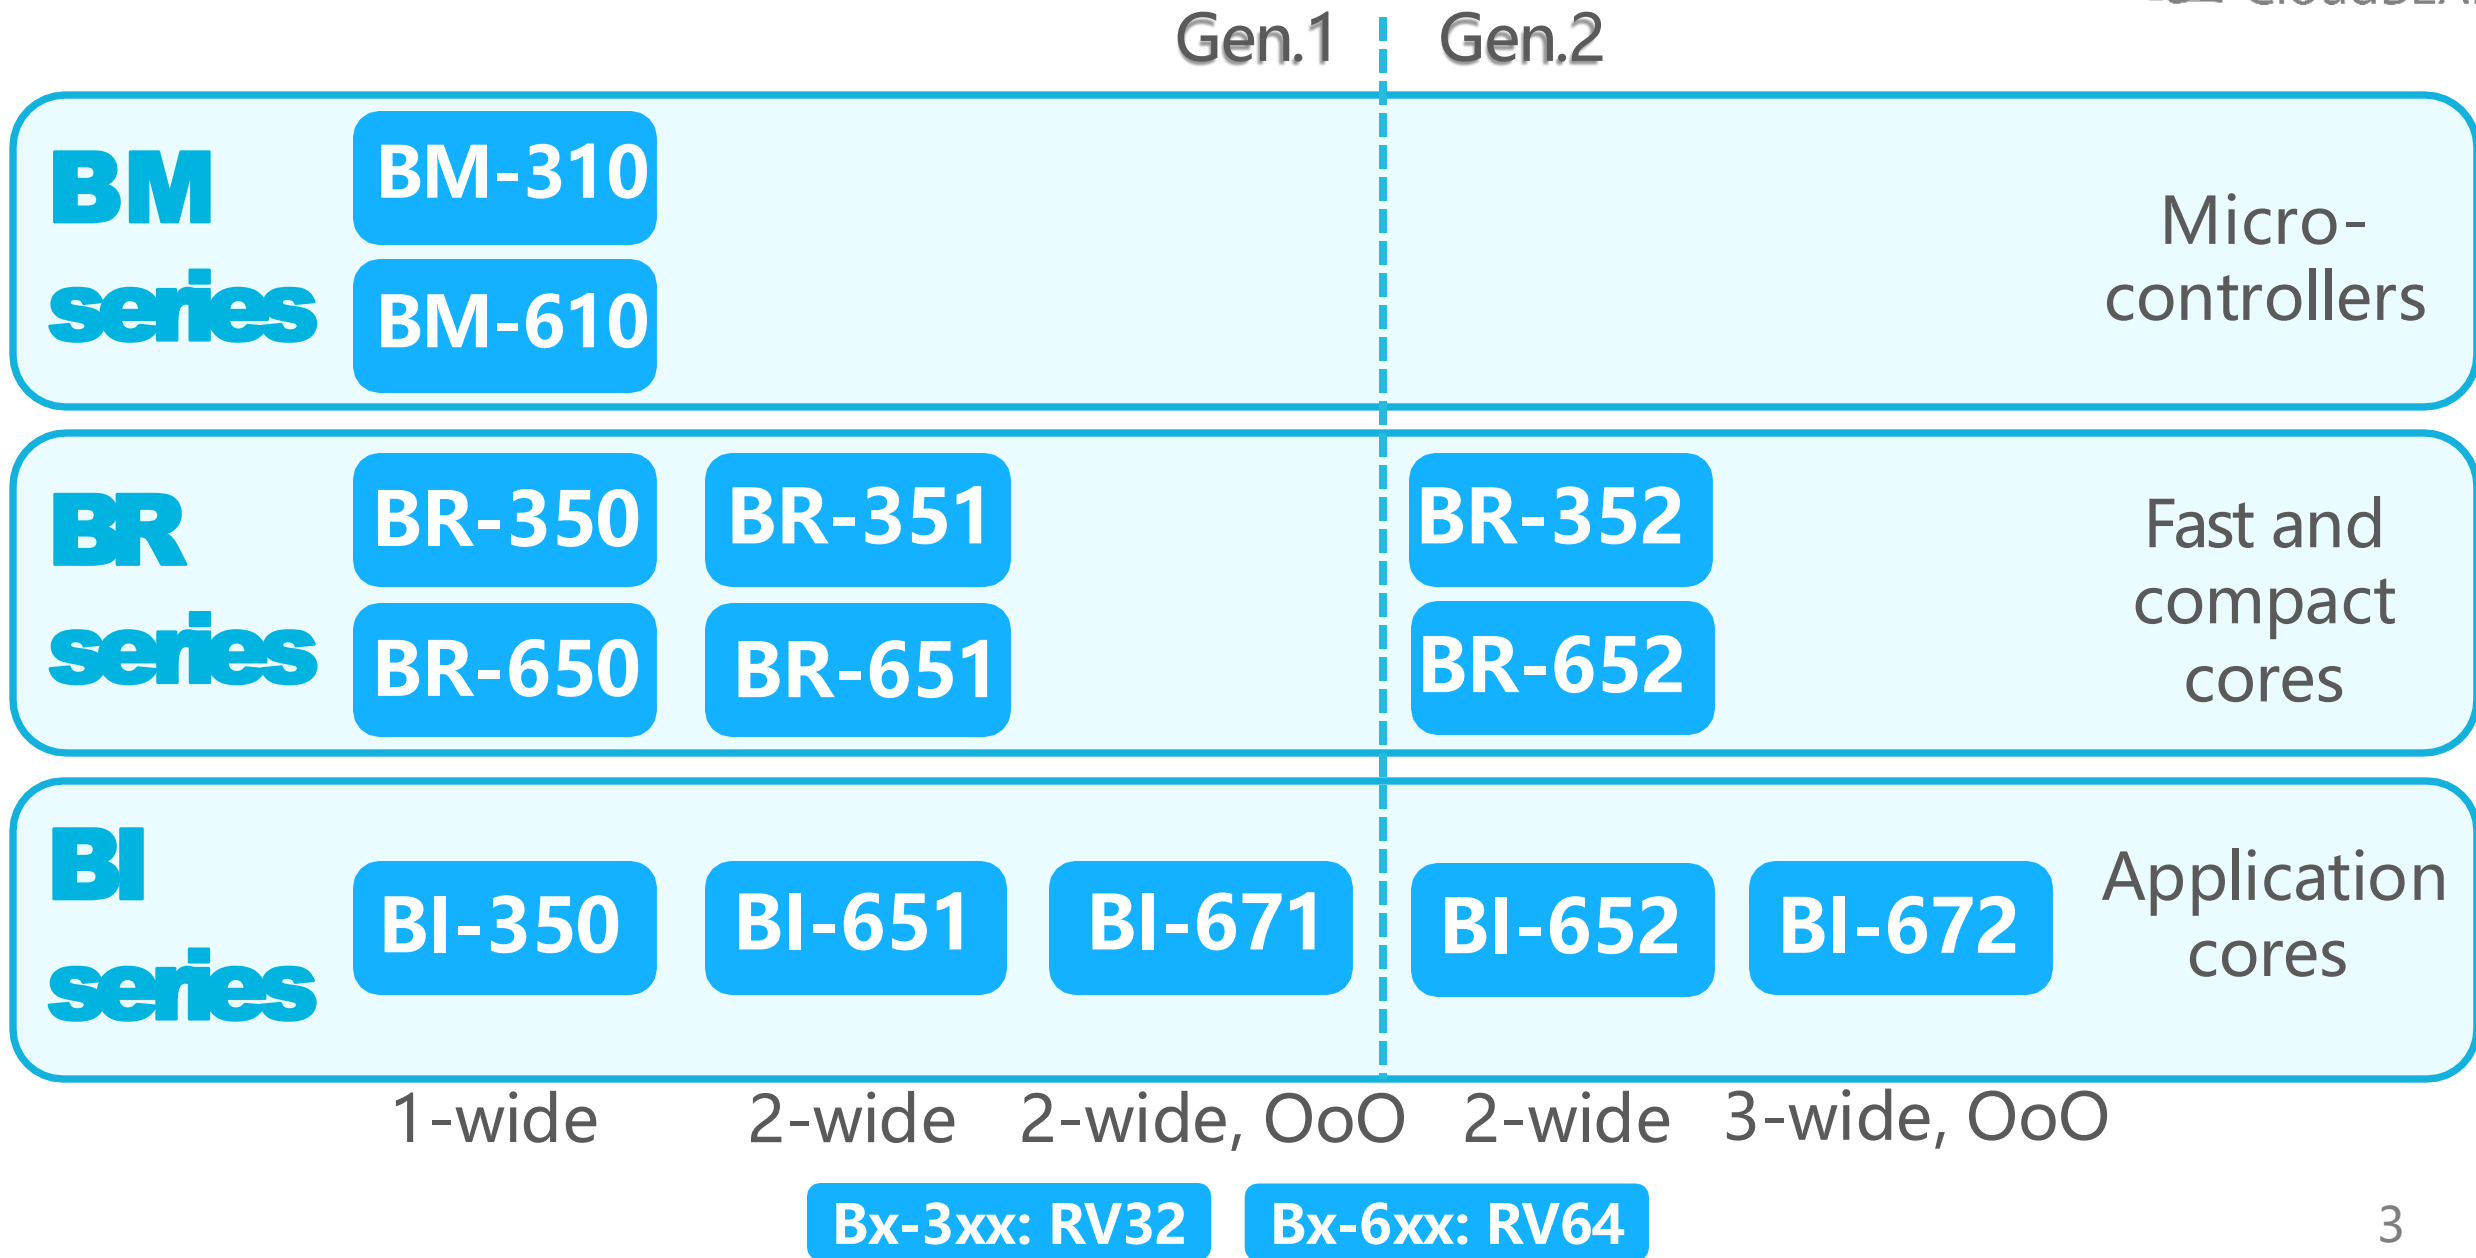 Gen.1
Gen.2
BM
series
BM-310
BM-610
Micro-
controllers
BR
series
BR-350
BR-351
BR-352
BR-650
BR-651
BR-652
Fast and
compact
cores
BI
series
BI-350
BI-651
BI-671
BI-652
BI-672
Application
cores
1-wide
2-wide
2-wide, OoO
2-wide
3-wide, OoO
Bx-3xx: RV32
Bx-6xx: RV64
3